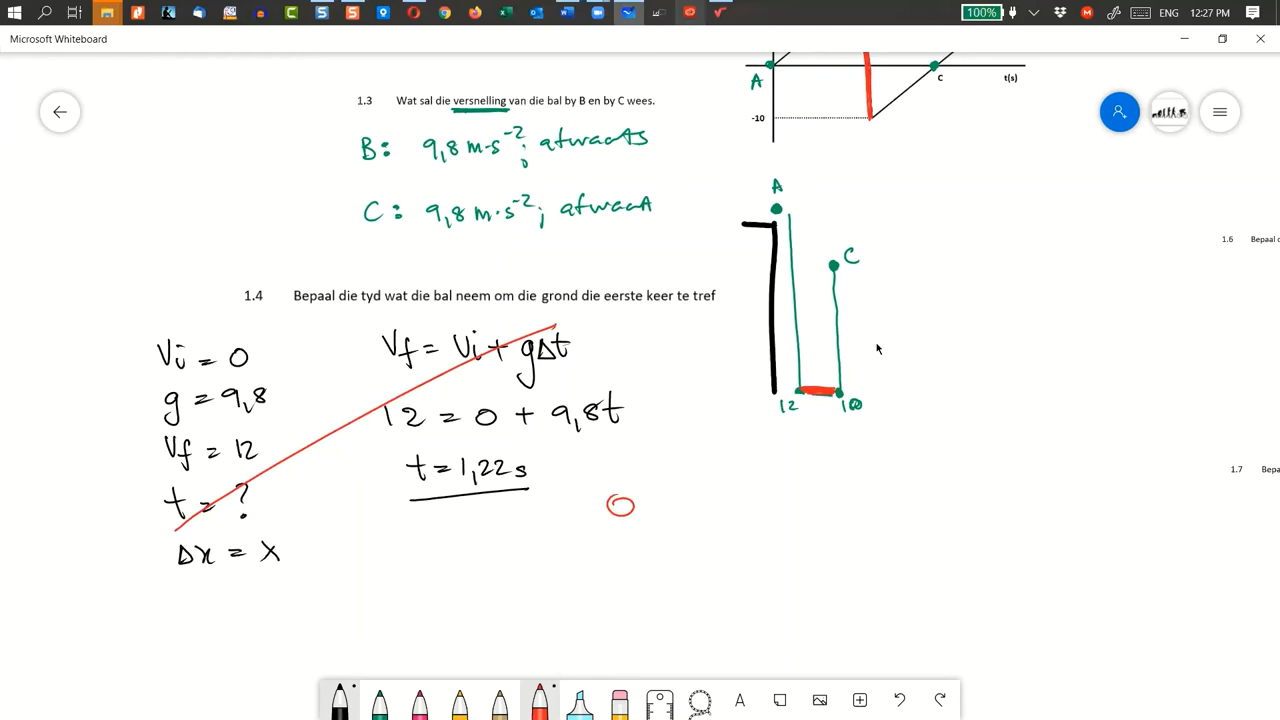 100%
ENG
12:27 PM
Microsoft Whiteboard
A
C
t(s)
-10
1.3 Wat sal die versnelling van die bal by B en by C wees.
B: 9,8 m·s⁻²; afwaarts
C: 9,8 m·s⁻²; afwaa
A
C
12
10
1.6 Bepaal d
1.4 Bepaal die tyd wat die bal neem om die grond die eerste keer te tref
Vi = 0
g = 9,8
Vf = 12
t = ?
Δx = X
Vf = Vi + gΔt
12 = 0 + 9,8t
t = 1,22 s
1.7 Bepa
A